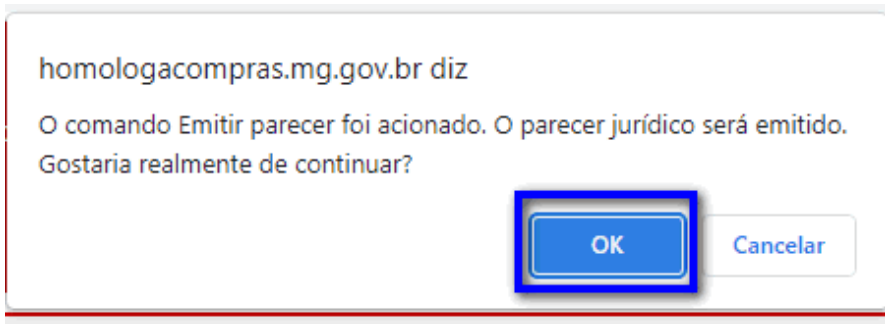 homologacompras.mg.gov.br diz
O comando Emitir parecer foi acionado. O parecer jurídico será emitido.
Gostaria realmente de continuar?
OK
Cancelar